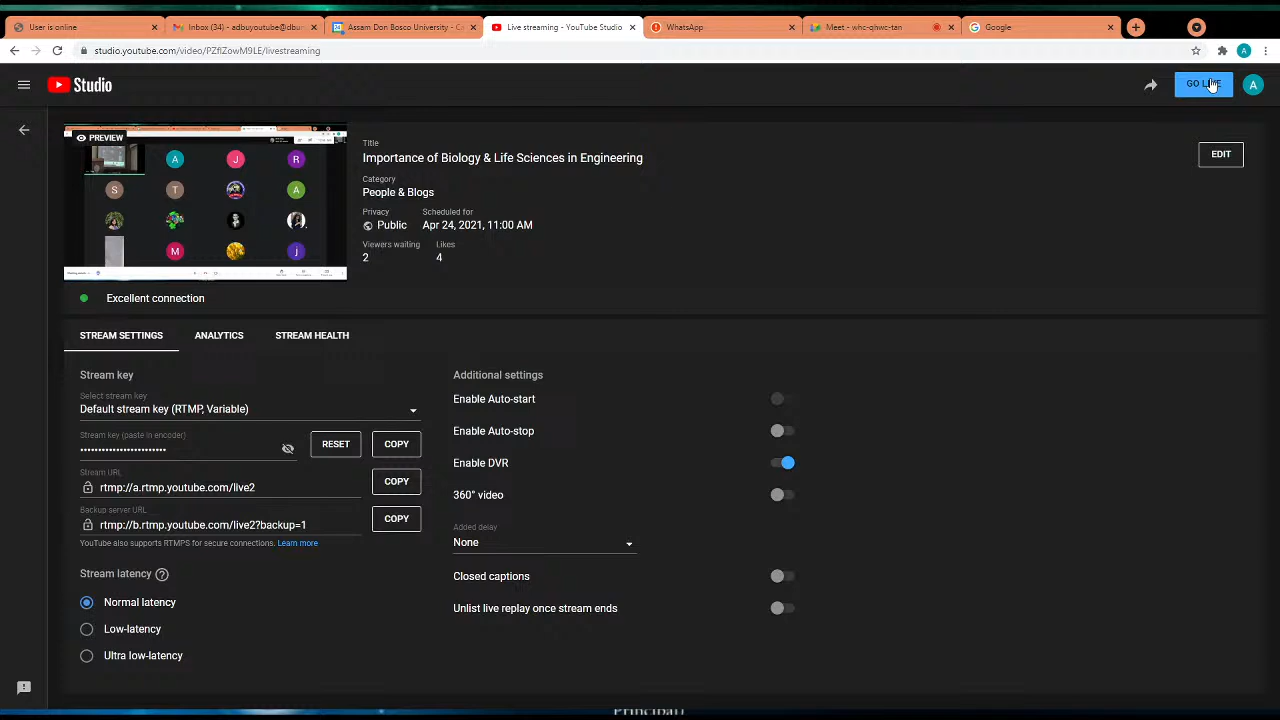 User is online
Inbox (34) - adbuyoutube@dbu
Assam Don Bosco University - C
Live streaming - YouTube Studio
WhatsApp
Meet - whc-qhwc-tan
Google
studio.youtube.com/video/PZfIZowM9LE/livestreaming
Studio
GO LIVE
A
PREVIEW
A
J
R
S
T
A
M
j
Title
Importance of Biology & Life Sciences in Engineering
EDIT
Category
People & Blogs
Privacy
Public
Scheduled for
Apr 24, 2021, 11:00 AM
Viewers waiting
2
Likes
4
Excellent connection
STREAM SETTINGS
ANALYTICS
STREAM HEALTH
Stream key
Select stream key
Default stream key (RTMP, Variable)
Stream key (paste in encoder)
RESET
COPY
Stream URL
rtmp://a.rtmp.youtube.com/live2
COPY
Backup server URL
rtmp://b.rtmp.youtube.com/live2?backup=1
COPY
YouTube also supports RTMPS for secure connections. Learn more
Stream latency
Normal latency
Low-latency
Ultra low-latency
Additional settings
Enable Auto-start
Enable Auto-stop
Enable DVR
360° video
Added delay
None
Closed captions
Unlist live replay once stream ends